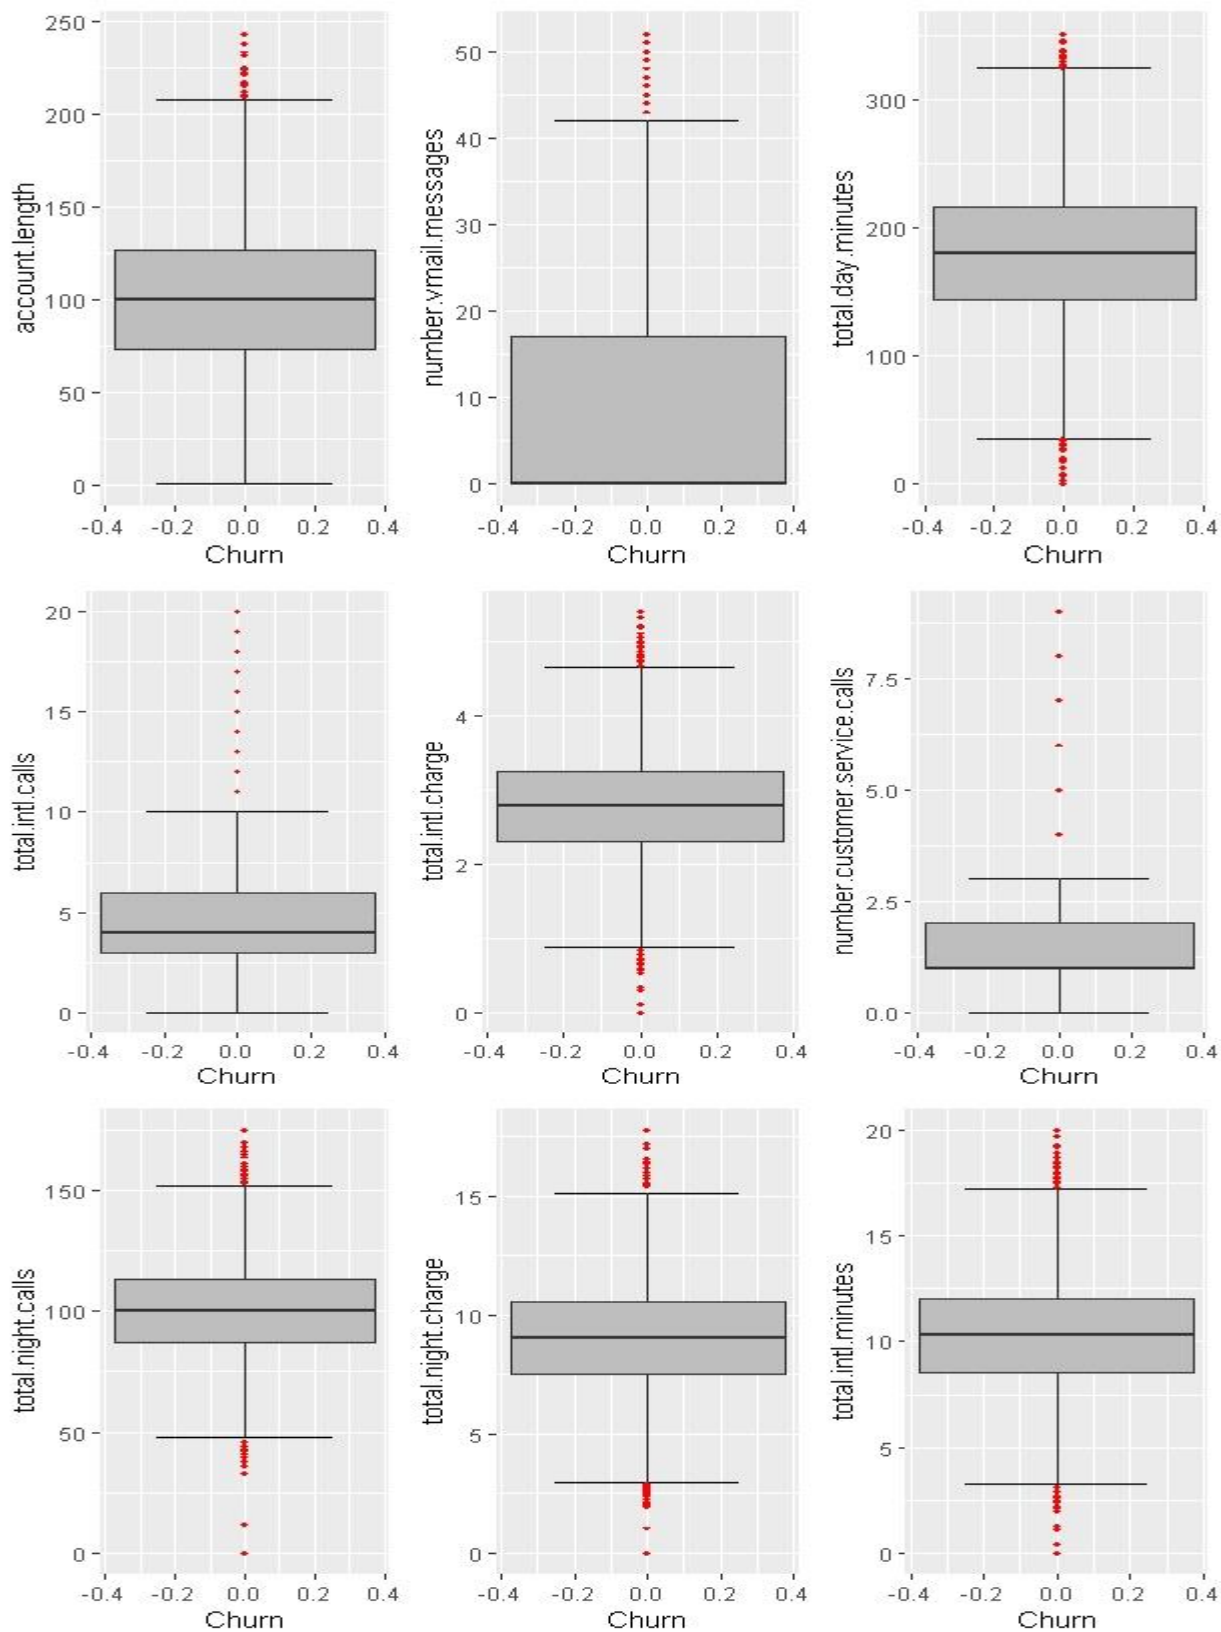 account.length
250
200
150
100
50
0
-0.4 -0.2 0.0 0.2 0.4
Churn
number.vmail.messages
50
40
30
20
10
0
-0.4 -0.2 0.0 0.2 0.4
Churn
total.day.minutes
300
200
100
0
-0.4 -0.2 0.0 0.2 0.4
Churn
total.intl.calls
20
15
10
5
0
-0.4 -0.2 0.0 0.2 0.4
Churn
total.intl.charge
4
2
0
-0.4 -0.2 0.0 0.2 0.4
Churn
number.customer.service.calls
7.5
5.0
2.5
0.0
-0.4 -0.2 0.0 0.2 0.4
Churn
total.night.calls
150
100
50
0
-0.4 -0.2 0.0 0.2 0.4
Churn
total.night.charge
15
10
5
0
-0.4 -0.2 0.0 0.2 0.4
Churn
total.intl.minutes
20
15
10
5
0
-0.4 -0.2 0.0 0.2 0.4
Churn